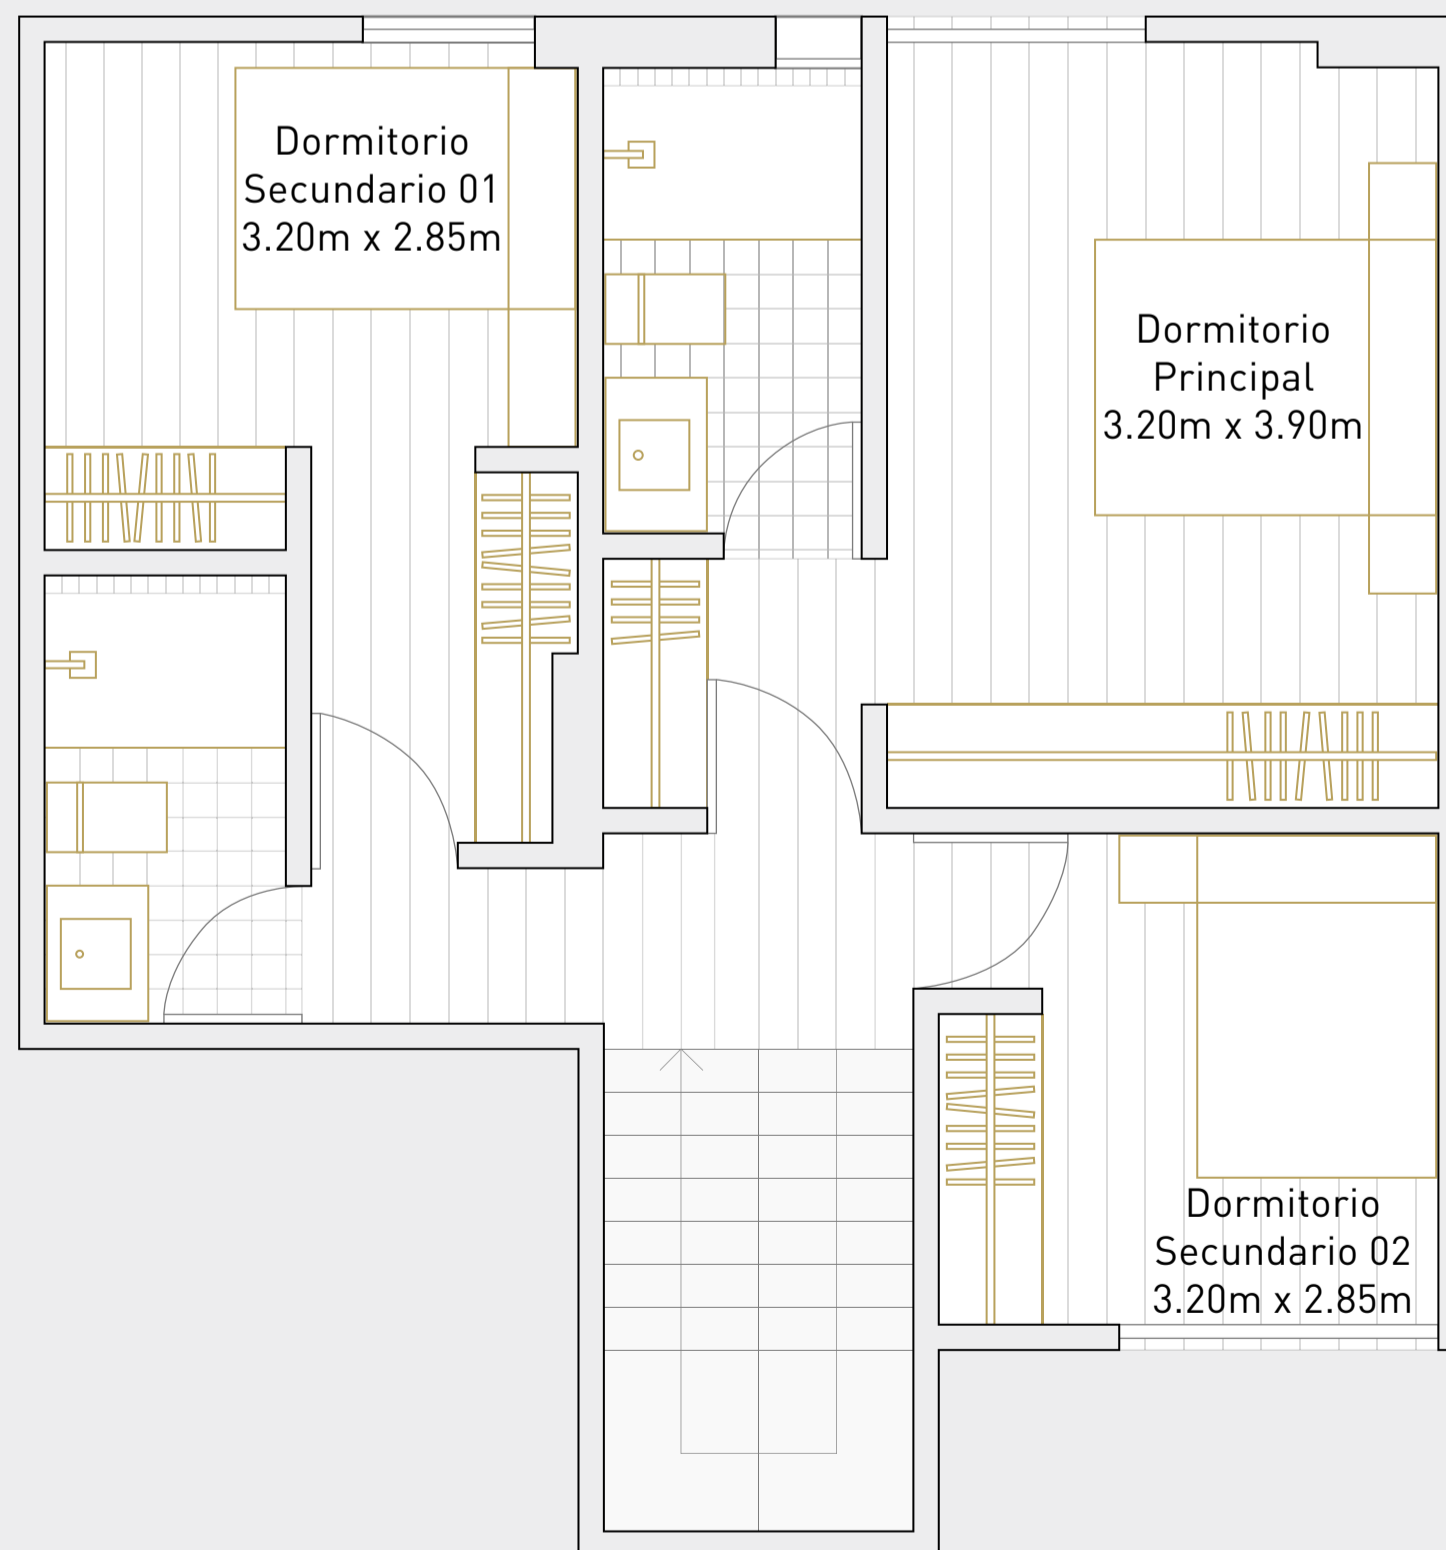 Dormitorio
Secundario 01
3.20m x 2.85m
Dormitorio
Principal
3.20m x 3.90m
Dormitorio
Secundario 02
3.20m x 2.85m